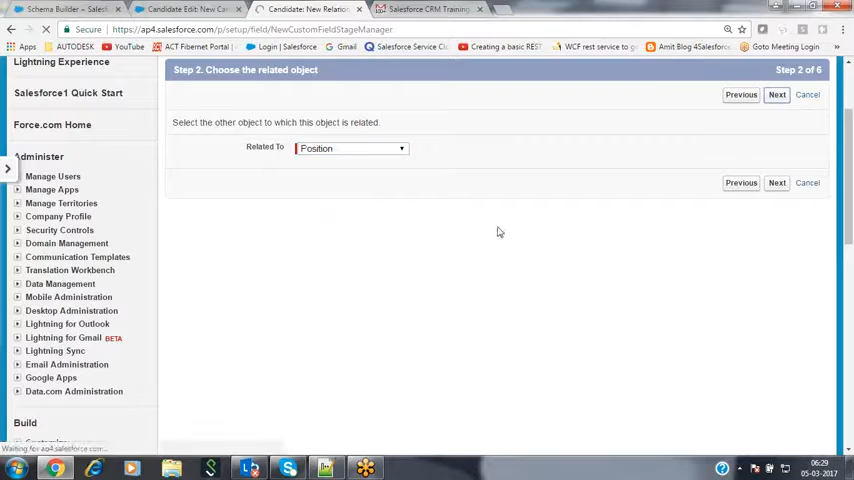 Schema Builder ~ Salesfo
Candidate Edit: New Can
Candidate: New Relation
Salesforce CRM Training
Secure
https://ap4.salesforce.com/p/setup/field/NewCustomFieldStageManager
Apps
AUTODESK
YouTube
ACT Fibernet Portal
Login | Salesforce
Salesforce Service Clou
Creating a basic REST
WCF rest service to ge
Amit Blog 4Salesforce
Goto Meeting Login
Lightning Experience
Salesforce1 Quick Start
Force.com Home
Administer
Manage Users
Manage Apps
Manage Territories
Company Profile
Security Controls
Domain Management
Communication Templates
Translation Workbench
Data Management
Mobile Administration
Desktop Administration
Lightning for Outlook
Lightning for Gmail BETA
Lightning Sync
Email Administration
Google Apps
Data.com Administration
Build
Step 2. Choose the related object
Step 2 of 6
Previous
Next
Cancel
Select the other object to which this object is related.
Related To
Position
Previous
Next
Cancel
Waiting for ap4.salesforce.com...
06:29
05-03-2017